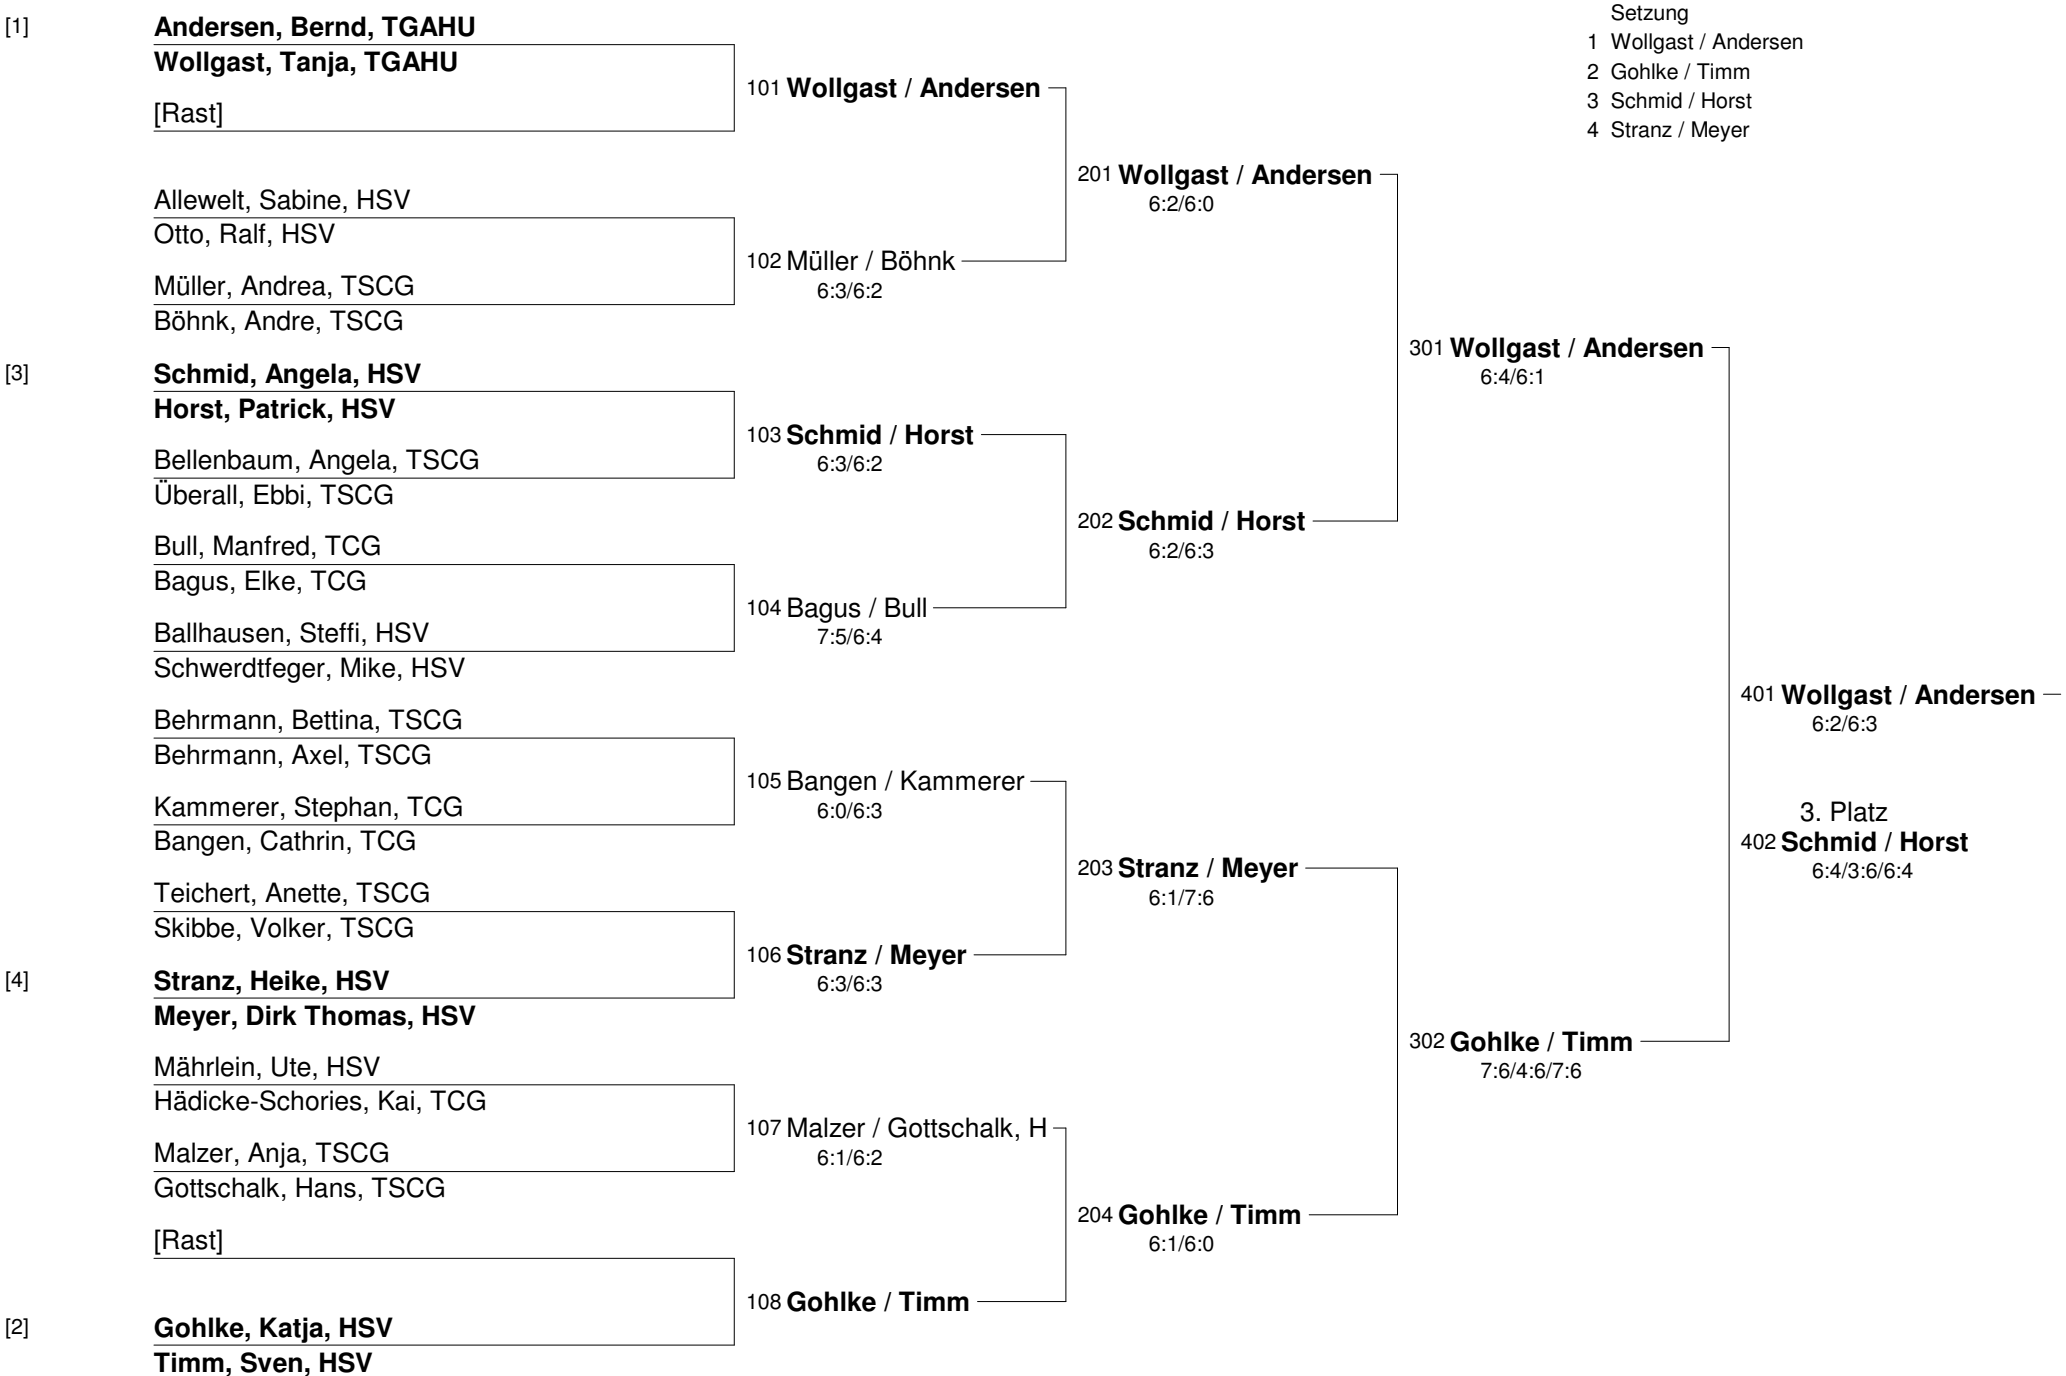 Setzung
1 Wollgast / Andersen
2 Gohlke / Timm
3 Schmid / Horst
4 Stranz / Meyer
[1] Andersen, Bernd, TGAHU
Wollgast, Tanja, TGAHU
[Rast]
Allewelt, Sabine, HSV
Otto, Ralf, HSV
Müller, Andrea, TSCG
Böhnk, Andre, TSCG
[3] Schmid, Angela, HSV
Horst, Patrick, HSV
Bellenbaum, Angela, TSCG
Überall, Ebbi, TSCG
Bull, Manfred, TCG
Bagus, Elke, TCG
Ballhausen, Steffi, HSV
Schwerdtfeger, Mike, HSV
Behrmann, Bettina, TSCG
Behrmann, Axel, TSCG
Kammerer, Stephan, TCG
Bangen, Cathrin, TCG
Teichert, Anette, TSCG
Skibbe, Volker, TSCG
[4] Stranz, Heike, HSV
Meyer, Dirk Thomas, HSV
Mährlein, Ute, HSV
Hädicke-Schories, Kai, TCG
Malzer, Anja, TSCG
Gottschalk, Hans, TSCG
[Rast]
[2] Gohlke, Katja, HSV
Timm, Sven, HSV
101 Wollgast / Andersen
102 Müller / Böhnk
6:3/6:2
103 Schmid / Horst
6:3/6:2
104 Bagus / Bull
7:5/6:4
105 Bangen / Kammerer
6:0/6:3
106 Stranz / Meyer
6:3/6:3
107 Malzer / Gottschalk, H
6:1/6:2
108 Gohlke / Timm
201 Wollgast / Andersen
6:2/6:0
202 Schmid / Horst
6:2/6:3
203 Stranz / Meyer
6:1/7:6
204 Gohlke / Timm
6:1/6:0
301 Wollgast / Andersen
6:4/6:1
302 Gohlke / Timm
7:6/4:6/7:6
401 Wollgast / Andersen
6:2/6:3
3. Platz
402 Schmid / Horst
6:4/3:6/6:4